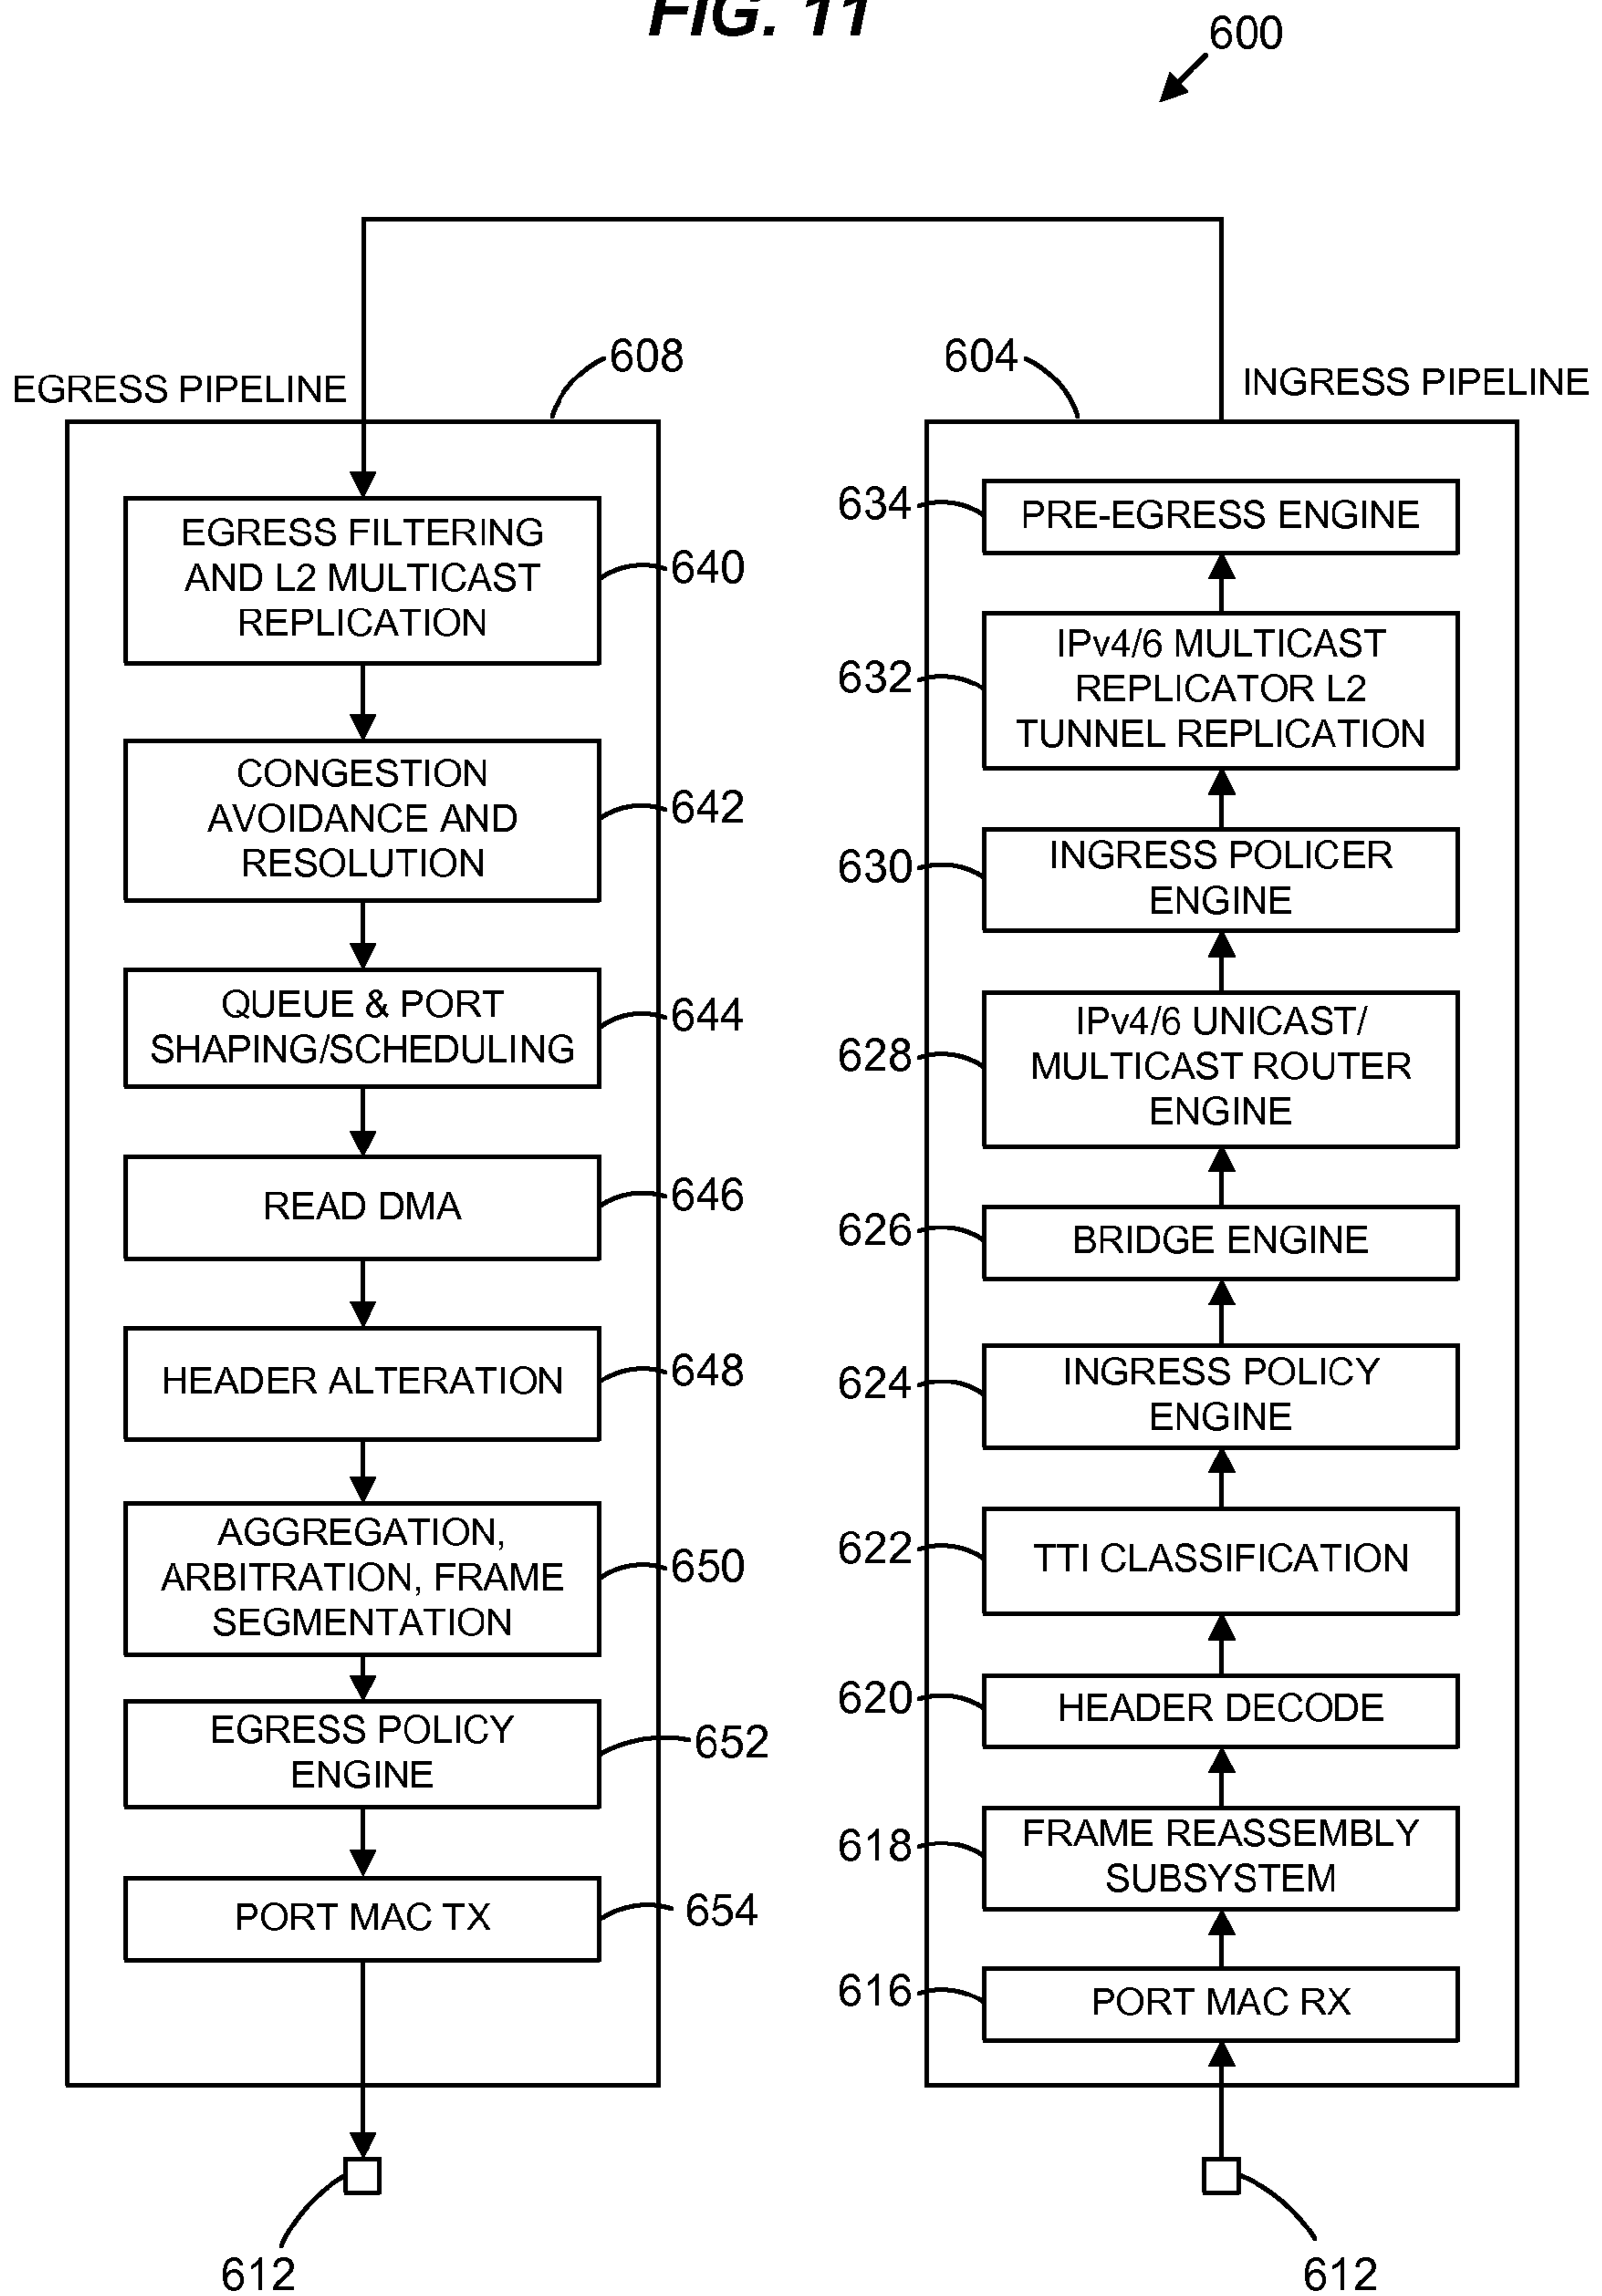 FIG. 11
600
608
604
EGRESS PIPELINE
INGRESS PIPELINE
EGRESS FILTERING
AND L2 MULTICAST
REPLICATION
640
CONGESTION
AVOIDANCE AND
RESOLUTION
642
QUEUE & PORT
SHAPING/SCHEDULING
644
READ DMA
646
HEADER ALTERATION
648
AGGREGATION,
ARBITRATION, FRAME
SEGMENTATION
650
EGRESS POLICY
ENGINE
652
PORT MAC TX
654
612
634
PRE-EGRESS ENGINE
632
IPv4/6 MULTICAST
REPLICATOR L2
TUNNEL REPLICATION
630
INGRESS POLICER
ENGINE
628
IPv4/6 UNICAST/
MULTICAST ROUTER
ENGINE
626
BRIDGE ENGINE
624
INGRESS POLICY
ENGINE
622
TTI CLASSIFICATION
620
HEADER DECODE
618
FRAME REASSEMBLY
SUBSYSTEM
616
PORT MAC RX
612